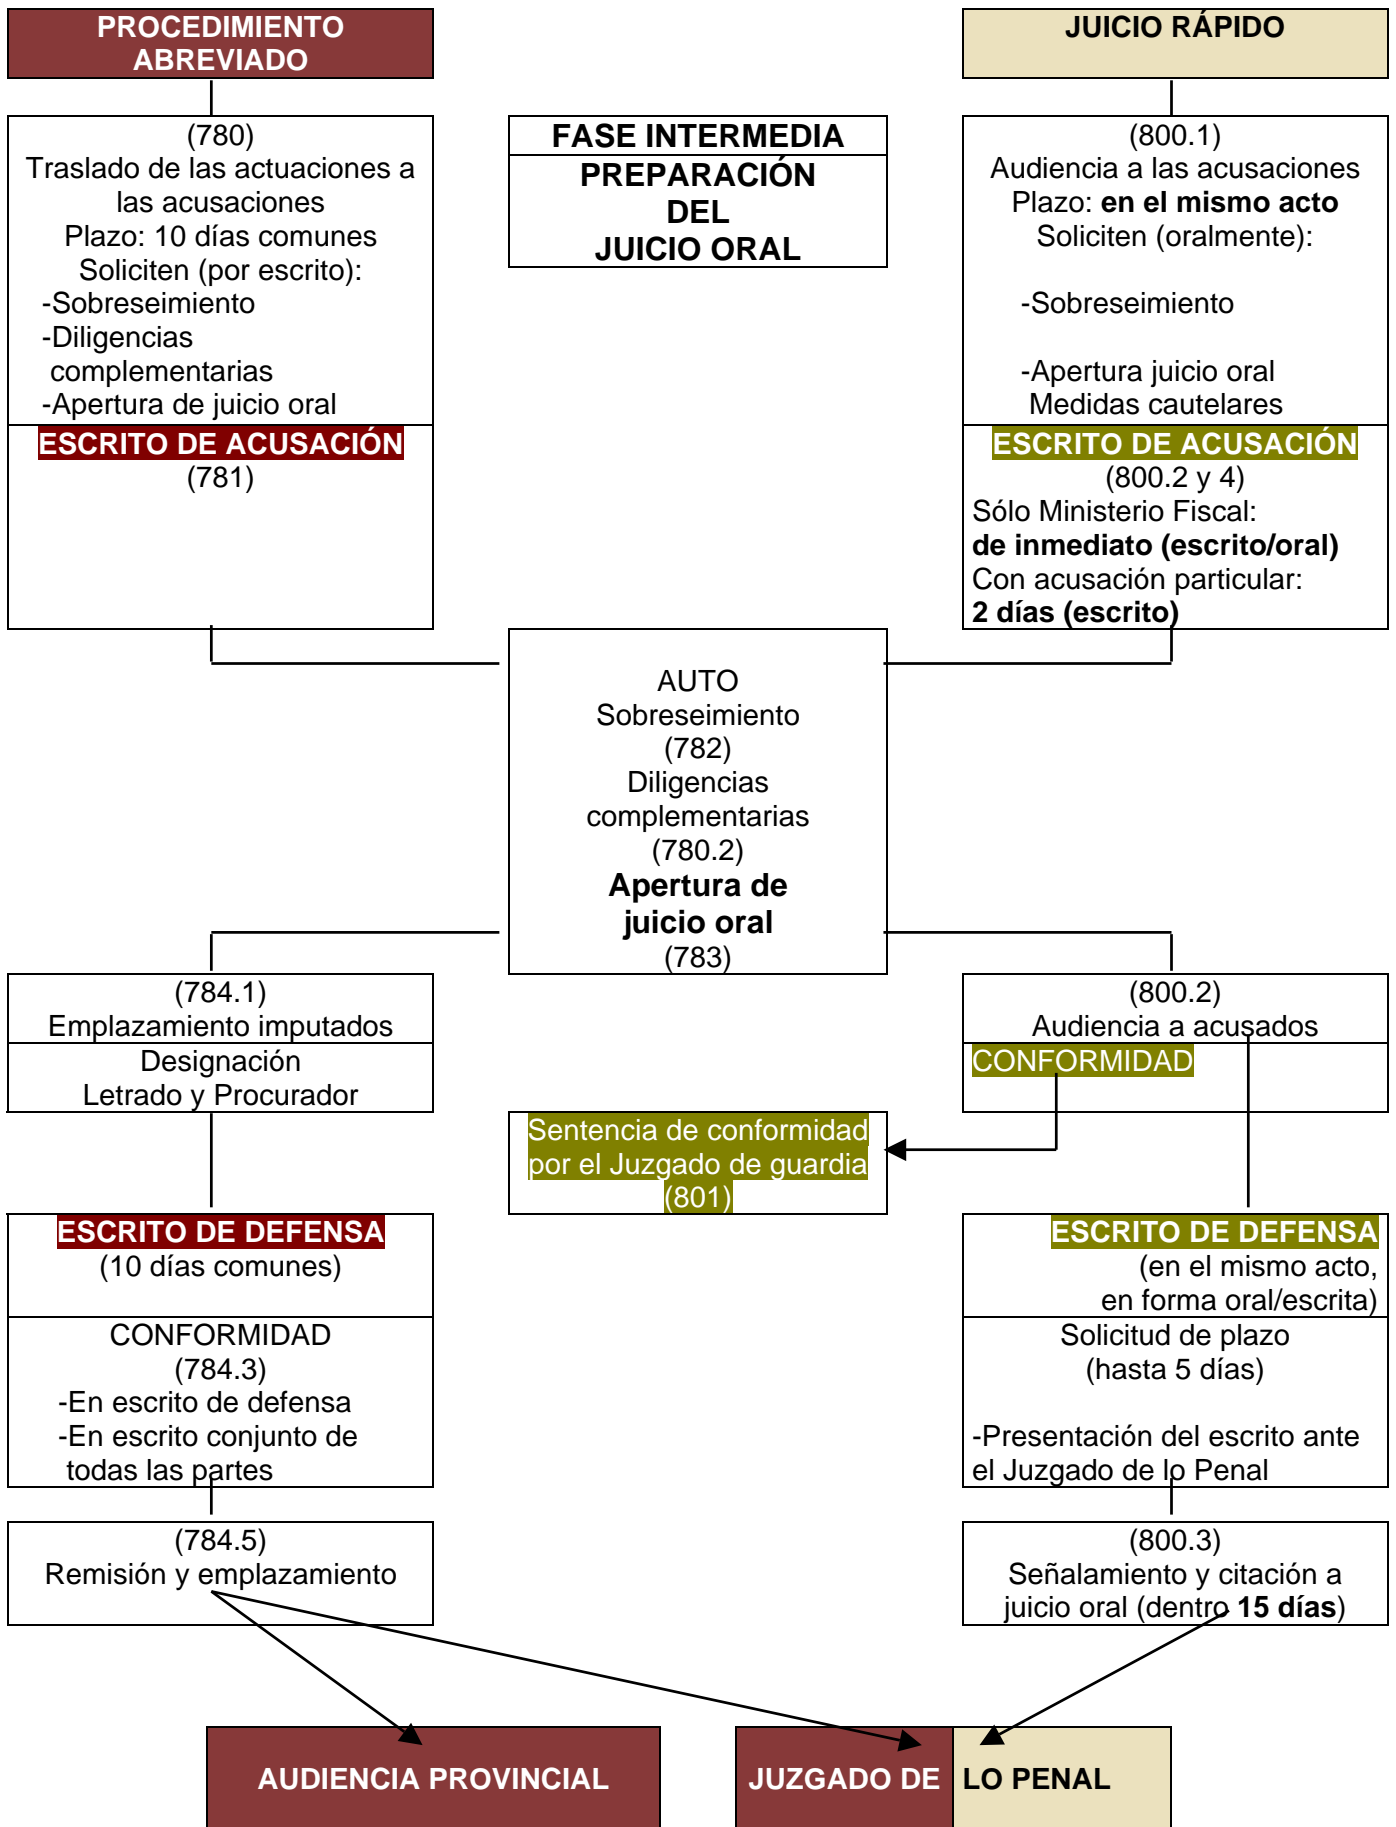 PROCEDIMIENTO
ABREVIADO
JUICIO RÁPIDO
(780)
Traslado de las actuaciones a
las acusaciones
Plazo: 10 días comunes
Soliciten (por escrito):
-Sobreseimiento
-Diligencias
complementarias
-Apertura de juicio oral
ESCRITO DE ACUSACIÓN
(781)
FASE INTERMEDIA
PREPARACIÓN
DEL
JUICIO ORAL
(800.1)
Audiencia a las acusaciones
Plazo: en el mismo acto
Soliciten (oralmente):
-Sobreseimiento
-Apertura juicio oral
Medidas cautelares
ESCRITO DE ACUSACIÓN
(800.2 y 4)
Sólo Ministerio Fiscal:
de inmediato (escrito/oral)
Con acusación particular:
2 días (escrito)
AUTO
Sobreseimiento
(782)
Diligencias
complementarias
(780.2)
Apertura de
juicio oral
(783)
(784.1)
Emplazamiento imputados
Designación
Letrado y Procurador
(800.2)
Audiencia a acusados
CONFORMIDAD
Sentencia de conformidad
por el Juzgado de guardia
(801)
ESCRITO DE DEFENSA
(10 días comunes)
CONFORMIDAD
(784.3)
-En escrito de defensa
-En escrito conjunto de
todas las partes
ESCRITO DE DEFENSA
(en el mismo acto,
en forma oral/escrita)
Solicitud de plazo
(hasta 5 días)
-Presentación del escrito ante
el Juzgado de lo Penal
(784.5)
Remisión y emplazamiento
(800.3)
Señalamiento y citación a
juicio oral (dentro 15 días)
AUDIENCIA PROVINCIAL
JUZGADO DE LO PENAL